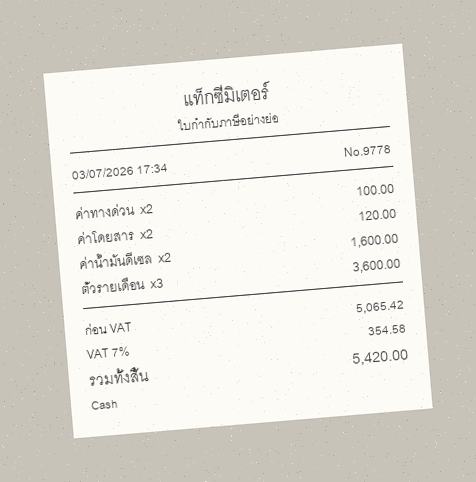 แท็กซี่มิเตอร์
ใบกำกับภาษีอย่างย่อ
03/07/2026 17:34 No.9778
ค่าทางด่วน x2 100.00
ค่าโดยสาร x2 120.00
ค่าน้ำมันดีเซล x2 1,600.00
ตั๋วรายเดือน x3 3,600.00
ก่อน VAT 5,065.42
VAT 7% 354.58
รวมทั้งสิ้น 5,420.00
Cash